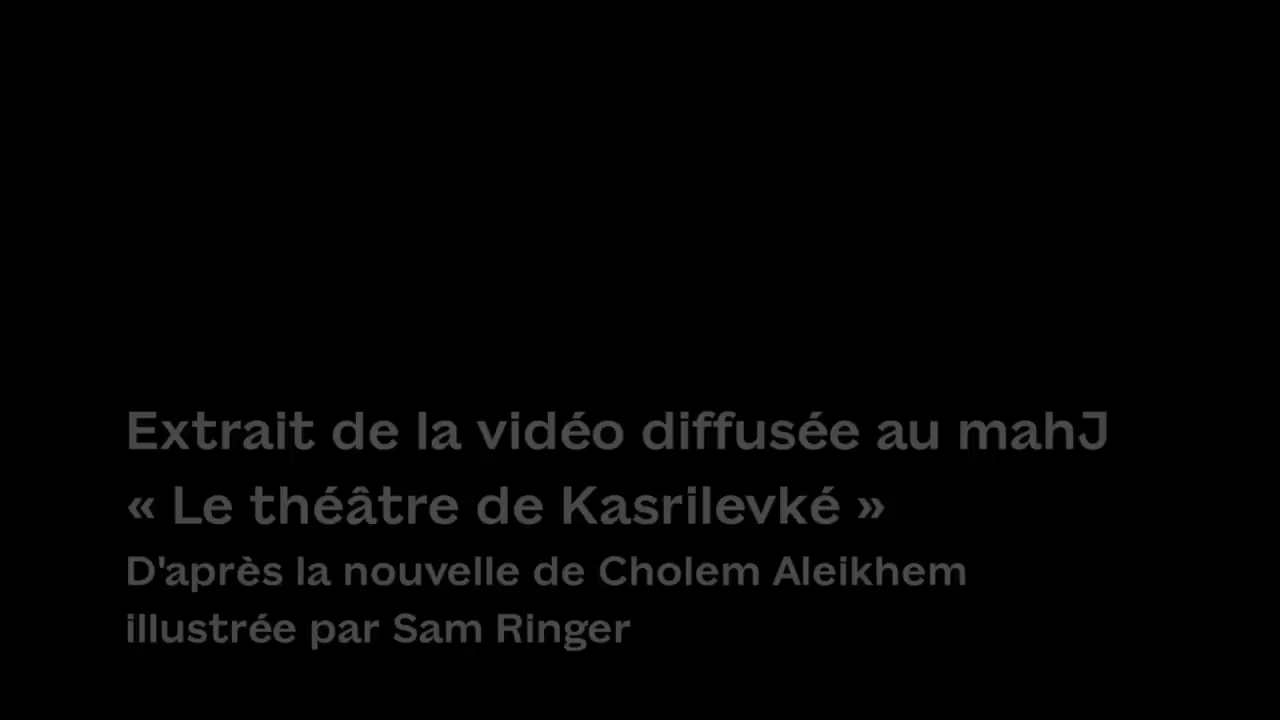 Extrait de la vidéo diffusée au mahJ
« Le théâtre de Kasrilevké »
D'après la nouvelle de Cholem Aleikhem
illustrée par Sam Ringer